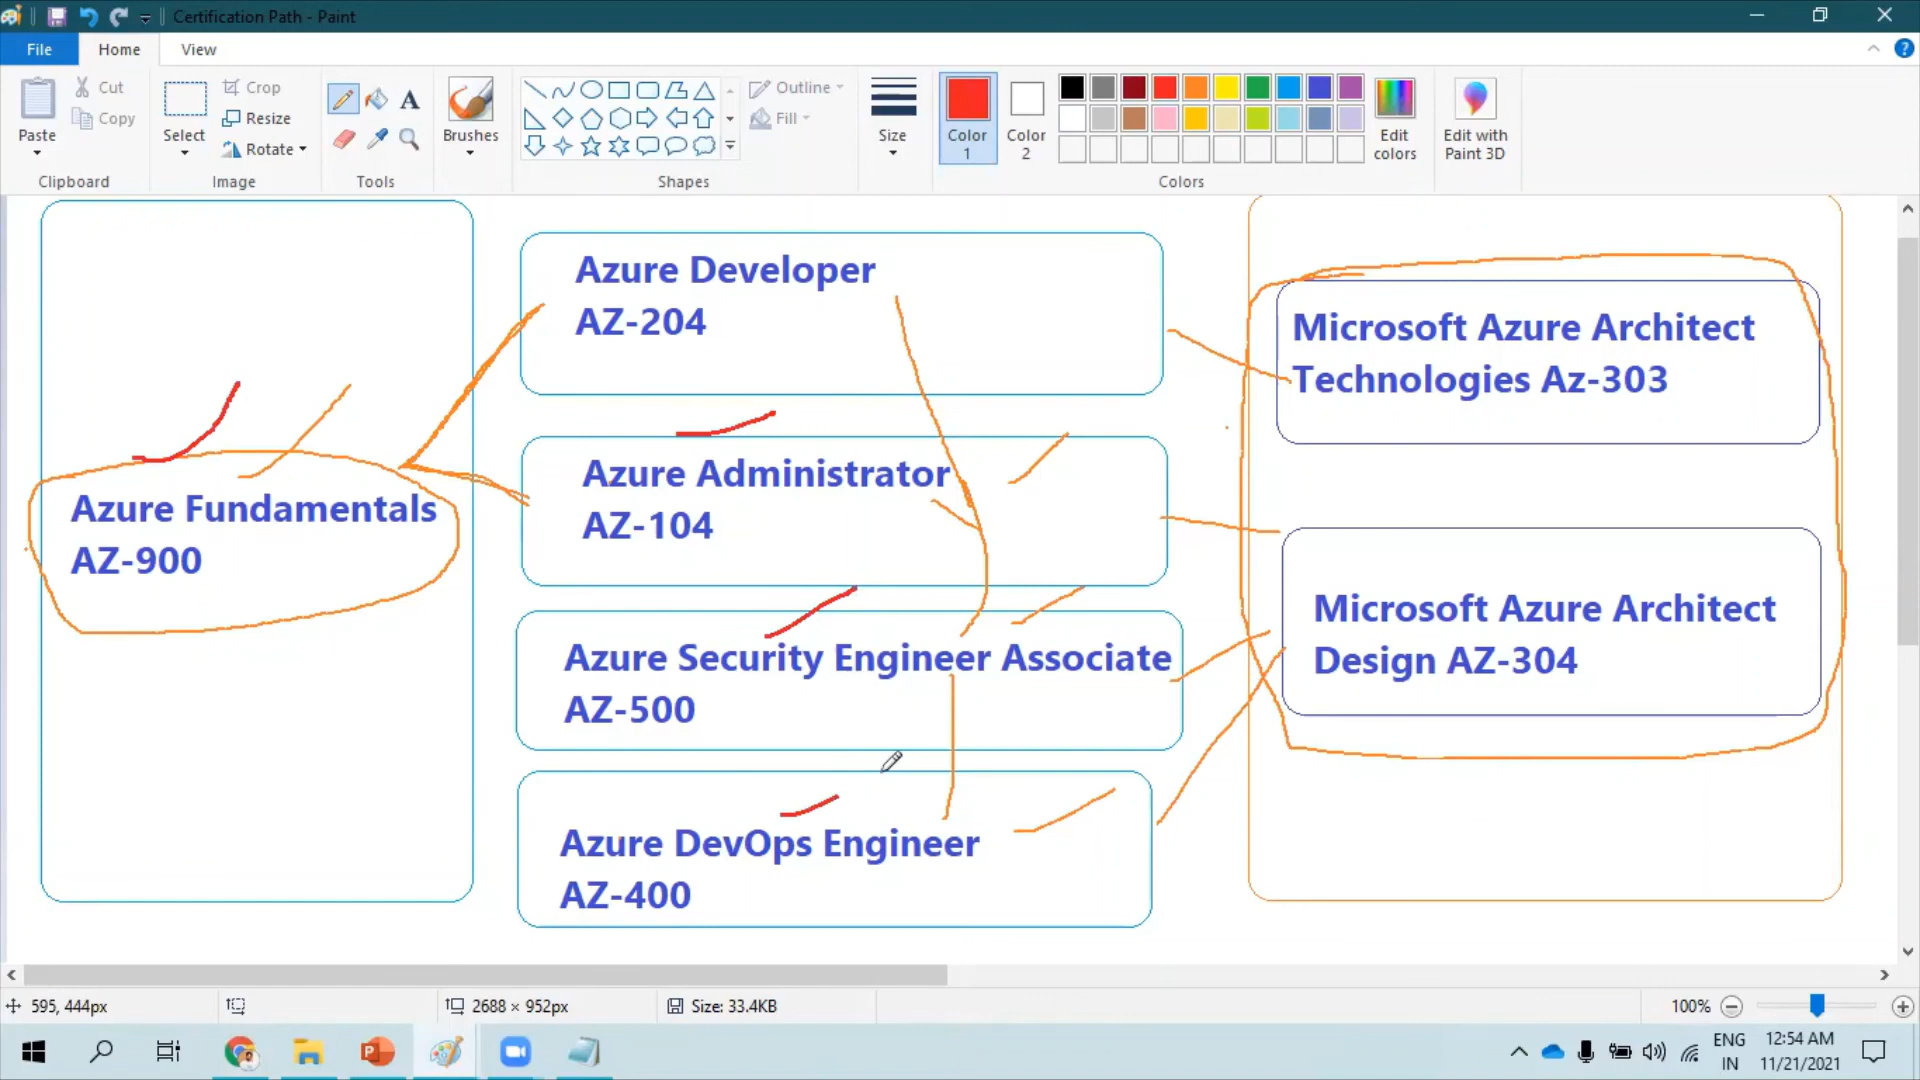 Certification Path - Paint
File
Home
View
Paste
Cut
Copy
Clipboard
Select
Crop
Resize
Rotate
Image
Tools
Brushes
Outline
Fill
Shapes
Size
Color
1
Color
2
Edit
colors
Edit with
Paint 3D
Colors
Azure Fundamentals
AZ-900
Azure Developer
AZ-204
Azure Administrator
AZ-104
Azure Security Engineer Associate
AZ-500
Azure DevOps Engineer
AZ-400
Microsoft Azure Architect
Technologies Az-303
Microsoft Azure Architect
Design AZ-304
595, 444px
2688 × 952px
Size: 33.4KB
100%
ENG
IN
12:54 AM
11/21/2021